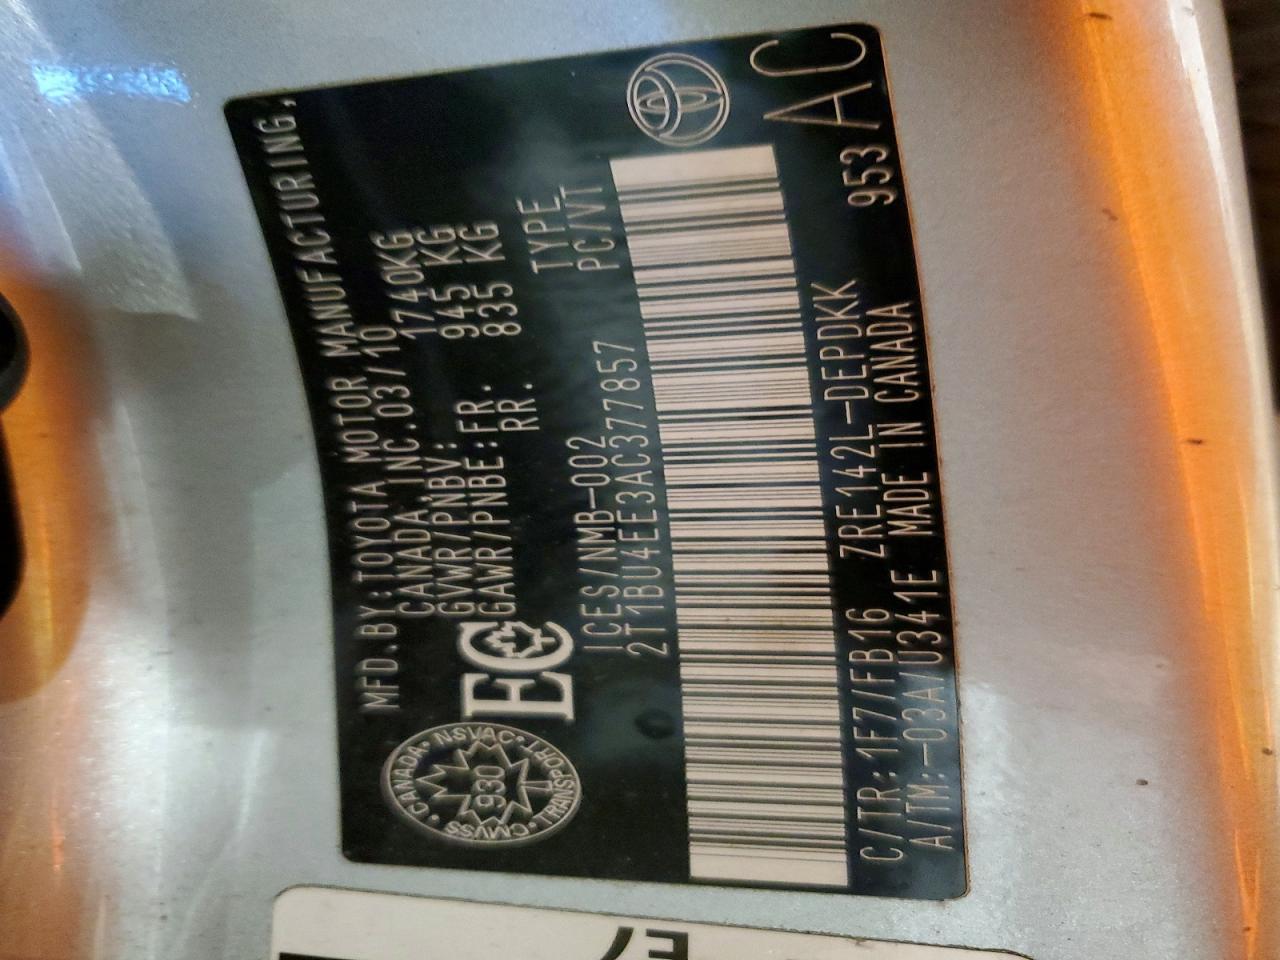 MFD.BY:TOYOTA MOTOR MANUFACTURING,
CANADA INC.03/10
GVWR/PNBV: 1740KG
GAWR/PNBE:FR. 945 KG
RR. 835 KG
CANADA • NSVAC • TRANSPORT • CMVSS
930
EC
ICES/NMB-002 TYPE
2T1BU4EE3AC377857 PC/VT
C/TR:1F7/FB16 ZRE142L-DEPDKK
A/TM:-03A/U341E MADE IN CANADA
953 AC